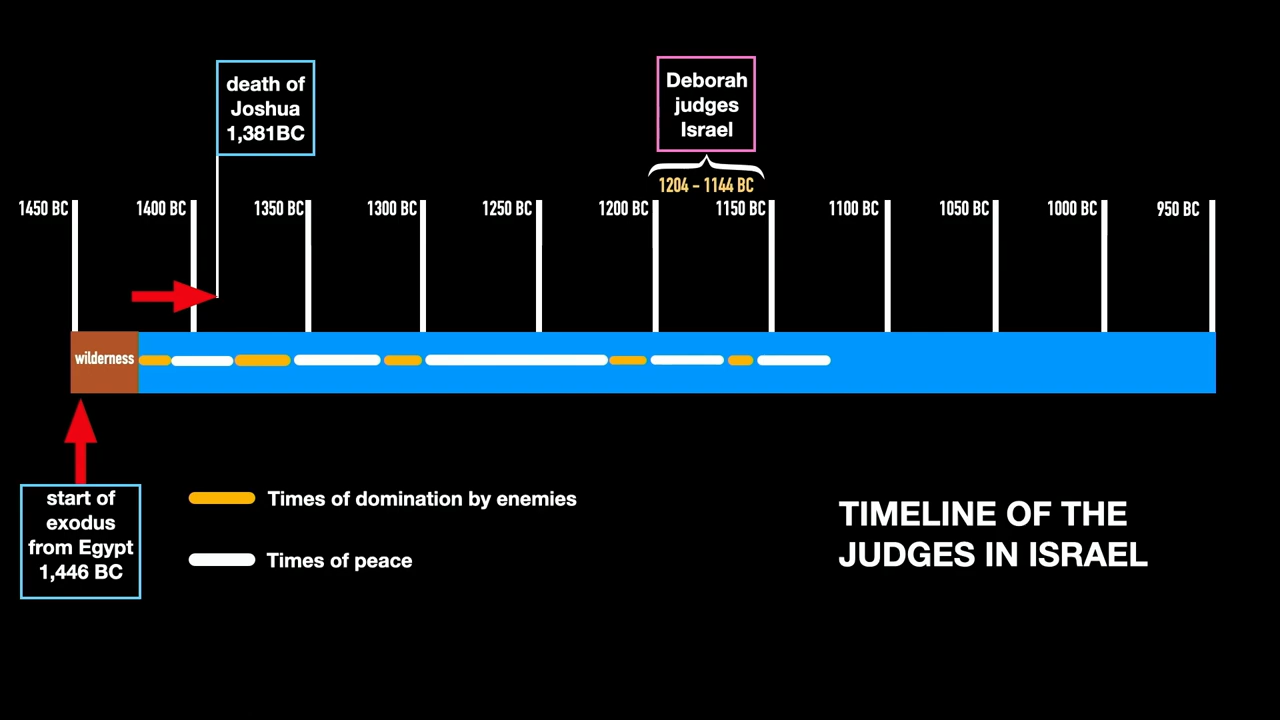 death of
Joshua
1,381BC
Deborah
judges
Israel
1204 - 1144 BC
1450 BC
1400 BC
1350 BC
1300 BC
1250 BC
1200 BC
1150 BC
1100 BC
1050 BC
1000 BC
950 BC
wilderness
start of
exodus
from Egypt
1,446 BC
Times of domination by enemies
Times of peace
TIMELINE OF THE
JUDGES IN ISRAEL